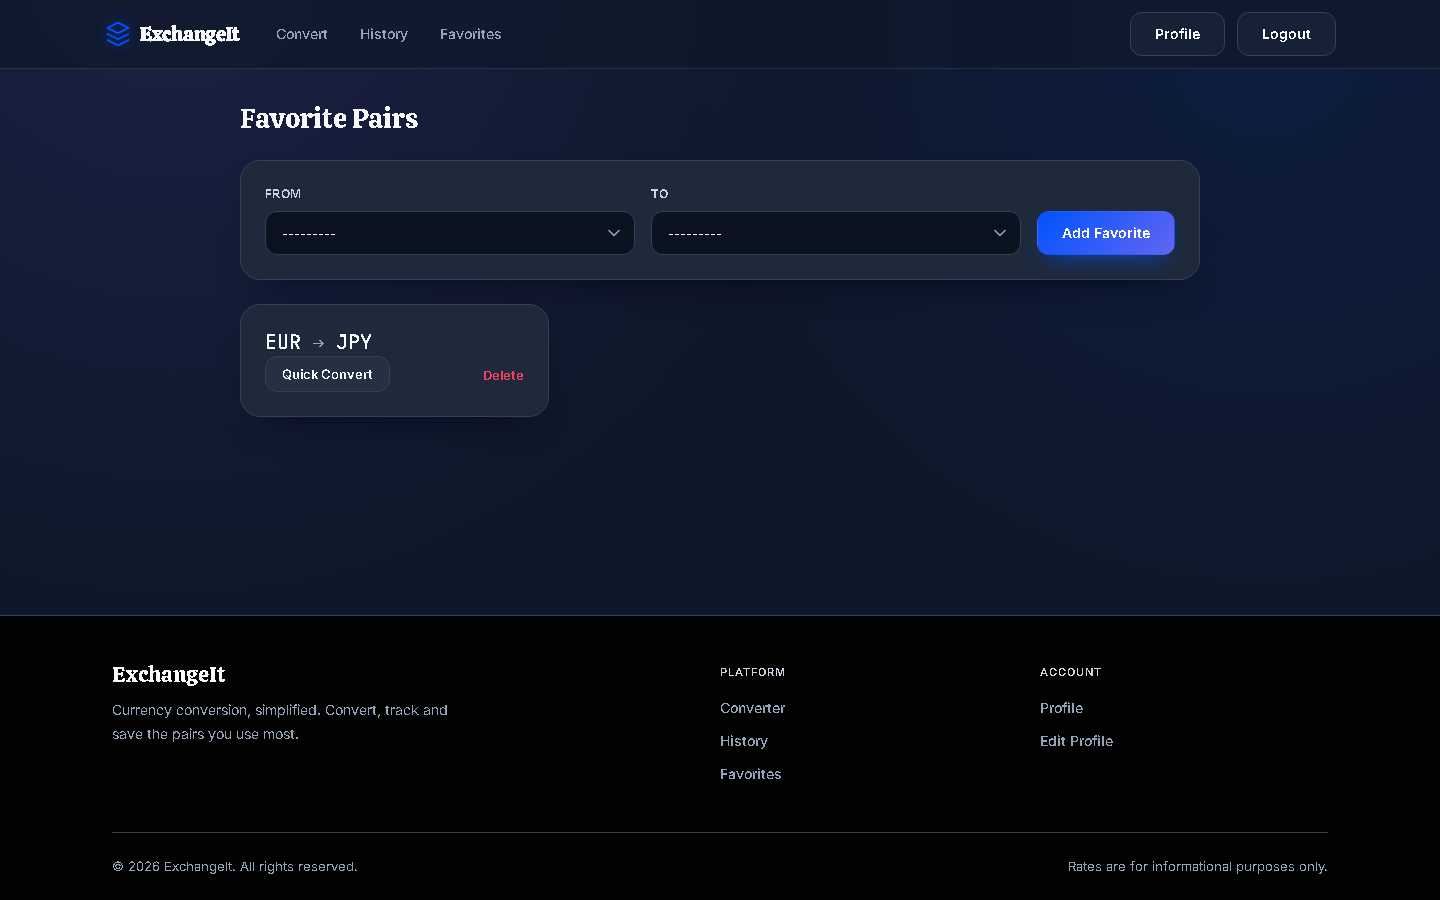 ExchangeIt
Convert
History
Favorites
Profile
Logout
Favorite Pairs
FROM
TO
---------
---------
Add Favorite
EUR → JPY
Quick Convert
Delete
ExchangeIt
Currency conversion, simplified. Convert, track and
save the pairs you use most.
PLATFORM
Converter
History
Favorites
ACCOUNT
Profile
Edit Profile
© 2026 ExchangeIt. All rights reserved.
Rates are for informational purposes only.